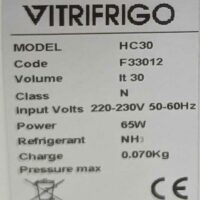 VITRIFRIGO
MODEL HC30
Code F33012
Volume lt 30
Class N
Input Volts 220-230V 50-60Hz
Power 65W
Refrigerant NH3
Charge 0.070Kg
Pressure max
CE